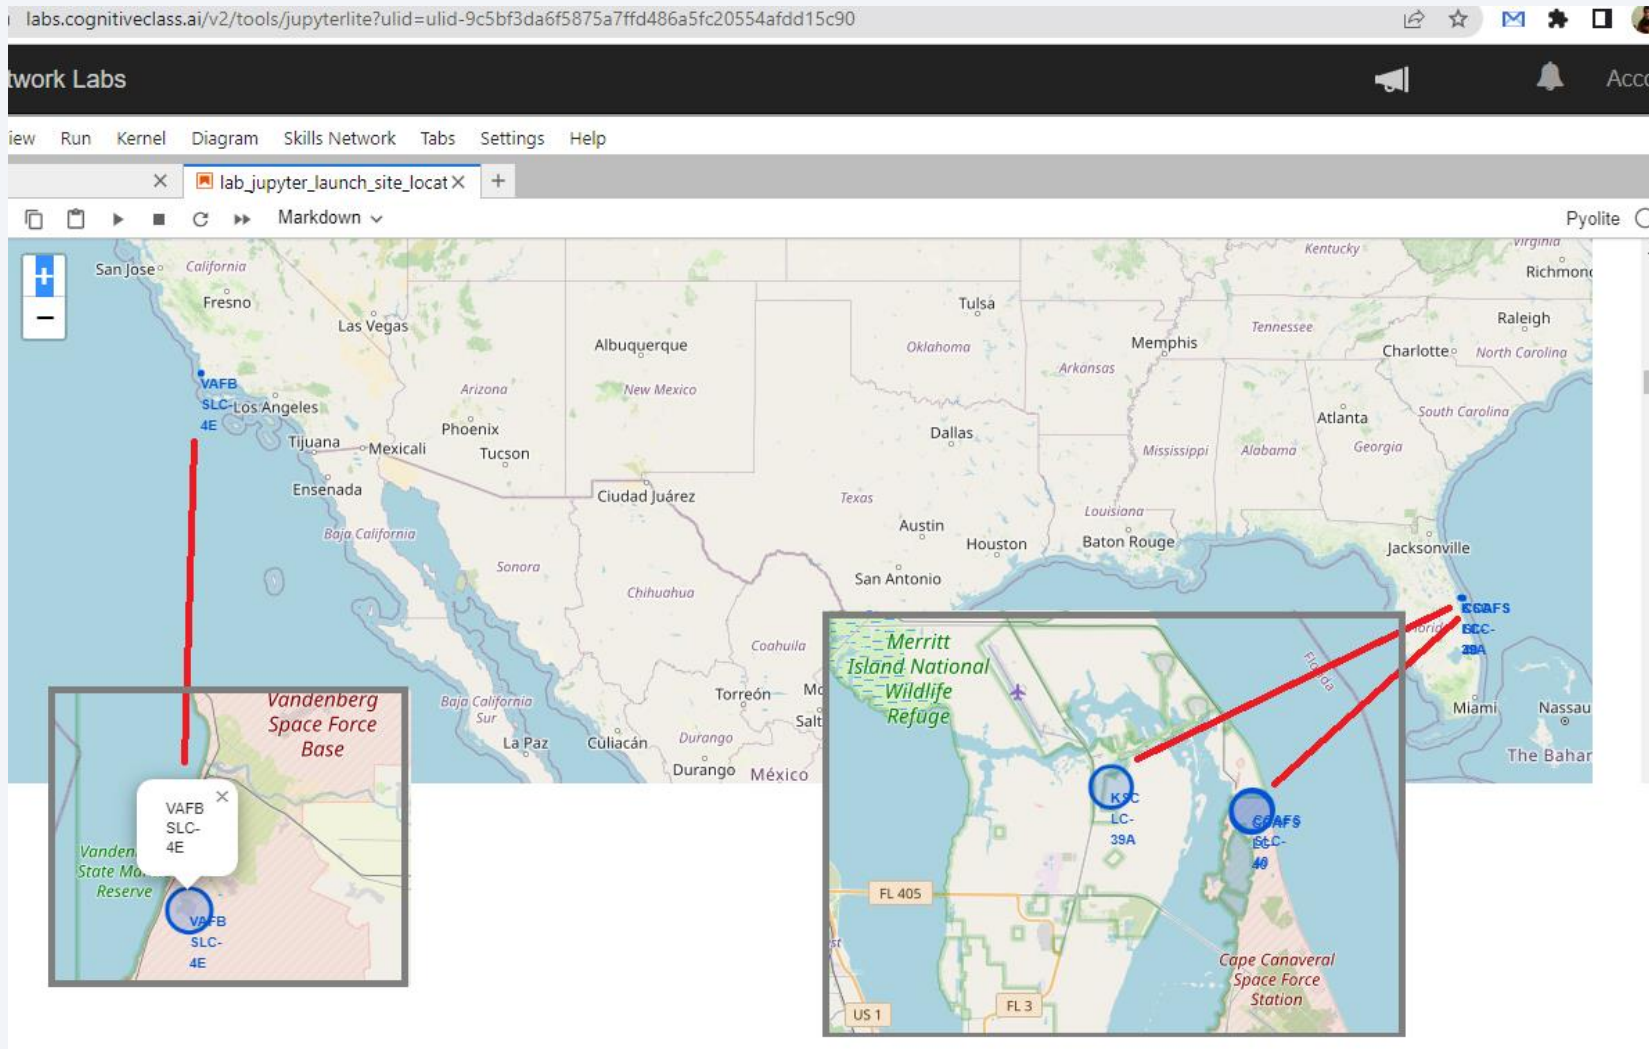 labs.cognitiveclass.ai/v2/tools/jupyterlite?ulid=ulid-9c5bf3da6f5875a7ffd486a5fc20554afdd15c90
twork Labs
Acco
iew Run Kernel Diagram Skills Network Tabs Settings Help
lab_jupyter_launch_site_locat
Markdown
Pyolite
+
−
San Jose
California
Fresno
Las Vegas
Albuquerque
Tulsa
Kentucky
Virginia
Richmond
Raleigh
Tennessee
Memphis
Charlotte
North Carolina
Oklahoma
Arkansas
Arizona
New Mexico
VAFB
SLC-
4E
Los Angeles
Atlanta
South Carolina
Phoenix
Dallas
Tijuana
Mexicali
Tucson
Mississippi
Alabama
Georgia
Ensenada
Ciudad Juárez
Texas
Louisiana
Baja California
Austin
Houston
Baton Rouge
Jacksonville
Sonora
San Antonio
Chihuahua
Coahuila
Torreón
Baja California
Sur
La Paz
Culiacán
Durango
Durango
México
Miami
Nassau
The Bahar
Vandenberg
Space Force
Base
VAFB
SLC-
4E
Vanden
State Ma
Reserve
VAFB
SLC-
4E
Merritt
Island National
Wildlife
Refuge
Florida
KSC
LC-
39A
FL 405
Cape Canaveral
Space Force
Station
FL 3
US 1